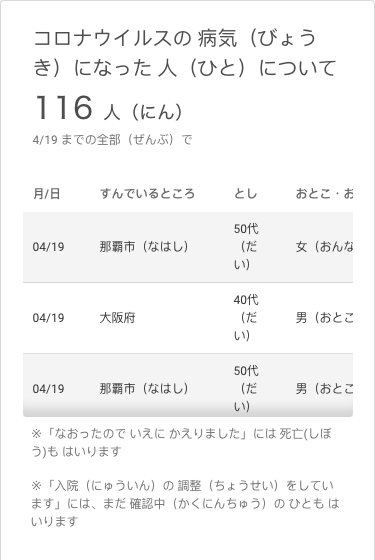 コロナウイルスの 病気（びょう
き）になった 人（ひと）について
116 人（にん）
4/19 までの全部（ぜんぶ）で
月/日 すんでいるところ とし おとこ・お
04/19 那覇市（なはし） 50代（だい） 女（おんな
04/19 大阪府 40代（だい） 男（おとこ
04/19 那覇市（なはし） 50代（だい） 男（おとこ
※「なおったので いえに かえりました」には 死亡(しぼ
う)も はいります
※「入院（にゅういん）の 調整（ちょうせい）をしてい
ます」には、まだ 確認中（かくにんちゅう）の ひとも は
いります